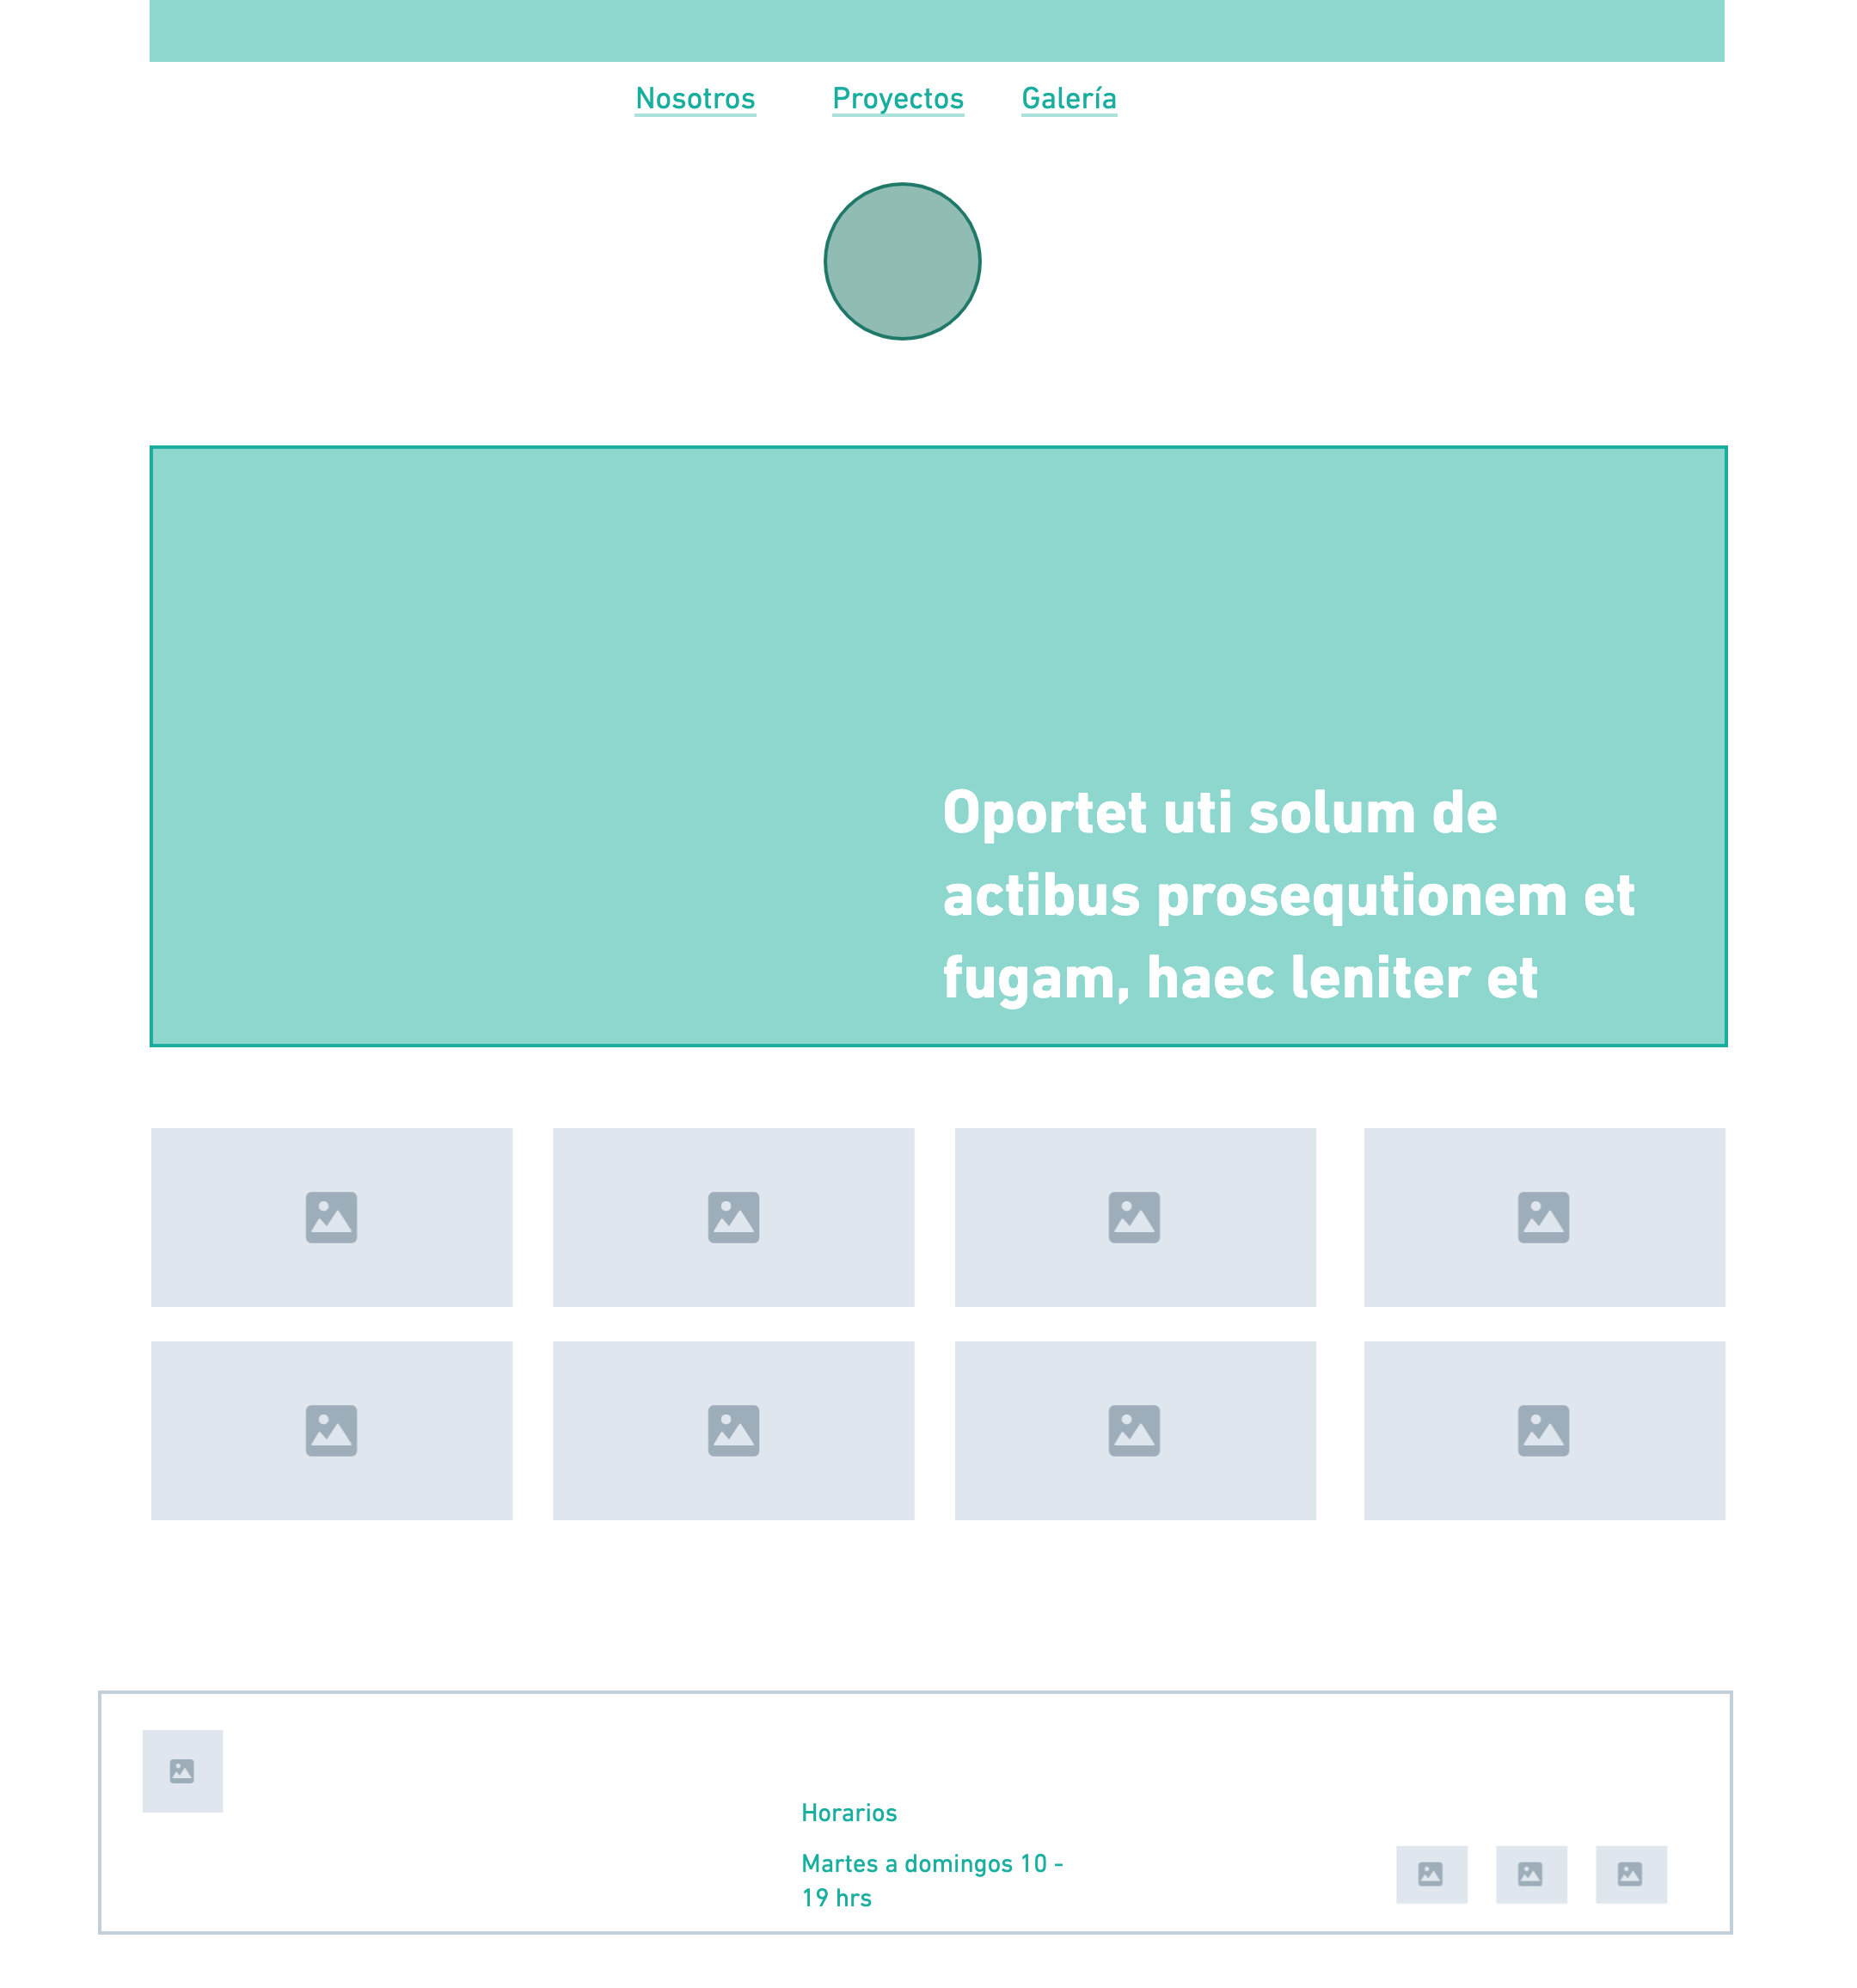 Nosotros Proyectos Galería
Oportet uti solum de
actibus prosequtionem et
fugam, haec leniter et
Horarios
Martes a domingos 10 -
19 hrs